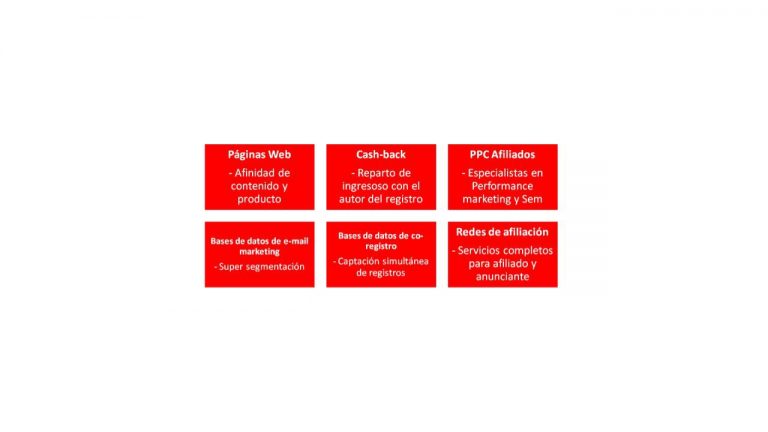 Páginas Web
- Afinidad de
contenido y
producto
Cash-back
- Reparto de
ingresoso con el
autor del registro
PPC Afiliados
- Especialistas en
Performance
marketing y Sem
Bases de datos de e-mail
marketing
- Super segmentación
Bases de datos de co-
registro
- Captación simultánea
de registros
Redes de afiliación
- Servicios completos
para afiliado y
anunciante